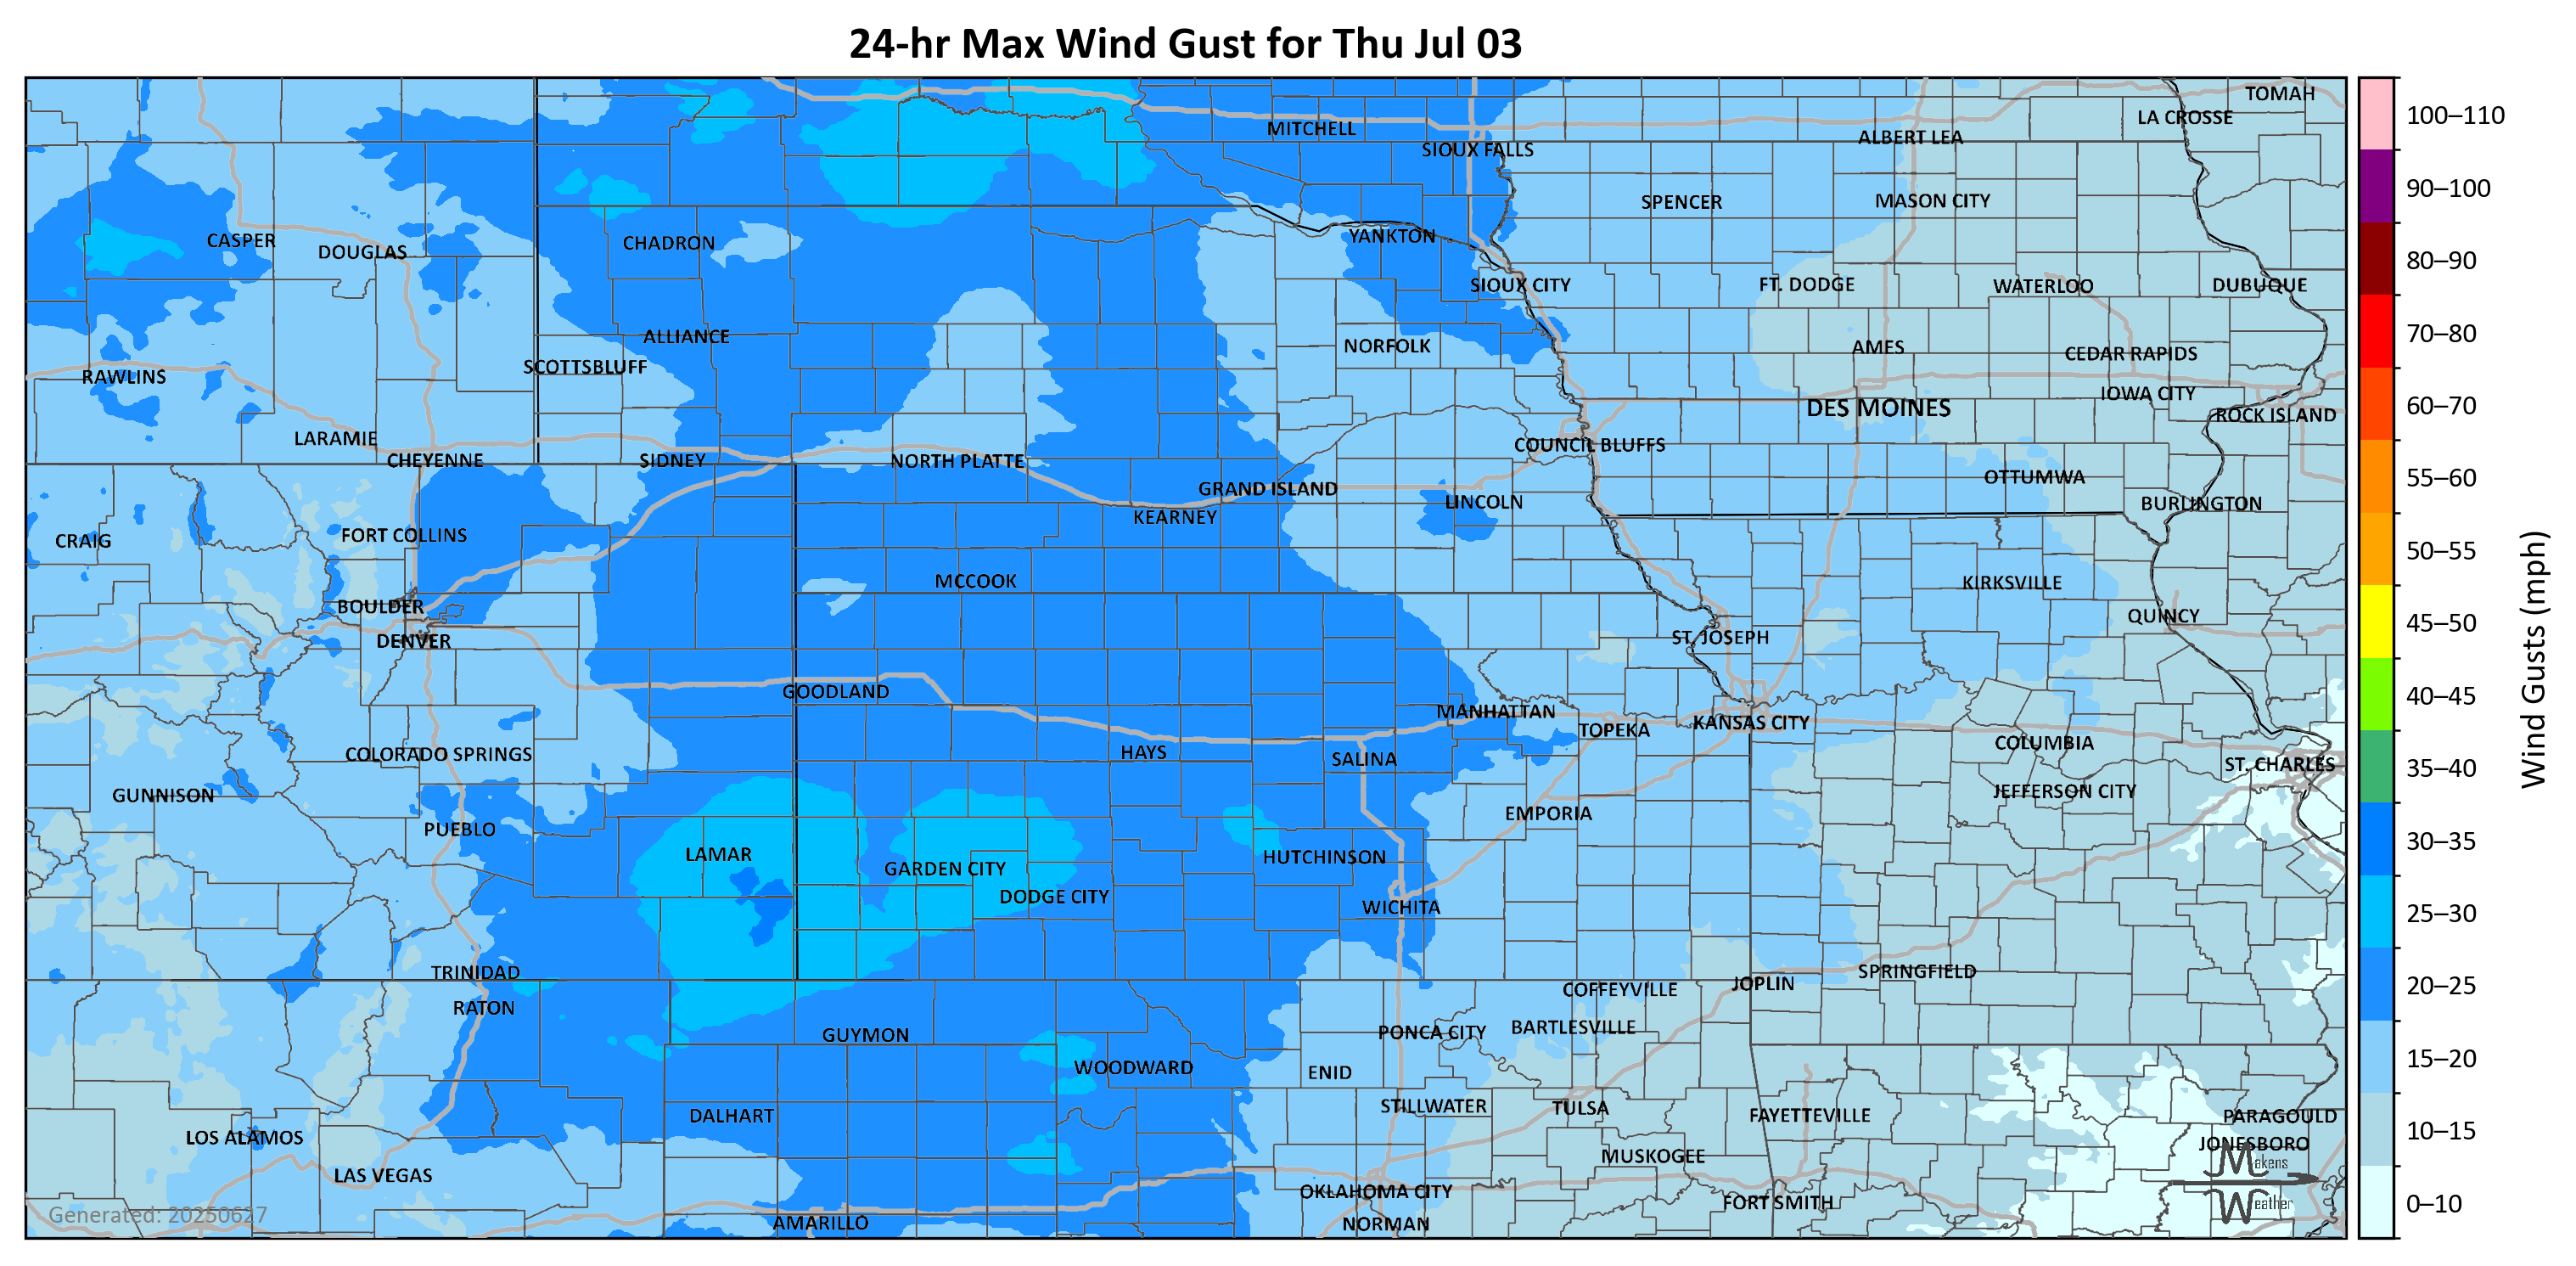 24-hr Max Wind Gust for Thu Jul 03
TOMAH
LA CROSSE
MITCHELL
ALBERT LEA
SIOUX FALLS
SPENCER
MASON CITY
CASPER
DOUGLAS
CHADRON
YANKTON
SIOUX CITY
FT. DODGE
WATERLOO
DUBUQUE
ALLIANCE
NORFOLK
AMES
CEDAR RAPIDS
SCOTTSBLUFF
RAWLINS
IOWA CITY
DES MOINES
ROCK ISLAND
LARAMIE
COUNCIL BLUFFS
CHEYENNE
SIDNEY
NORTH PLATTE
OTTUMWA
GRAND ISLAND
LINCOLN
BURLINGTON
KEARNEY
CRAIG
FORT COLLINS
MCCOOK
KIRKSVILLE
BOULDER
QUINCY
DENVER
ST. JOSEPH
GOODLAND
MANHATTAN
TOPEKA
KANSAS CITY
COLORADO SPRINGS
HAYS
SALINA
COLUMBIA
ST. CHARLES
GUNNISON
JEFFERSON CITY
EMPORIA
PUEBLO
LAMAR
GARDEN CITY
HUTCHINSON
DODGE CITY
WICHITA
TRINIDAD
SPRINGFIELD
JOPLIN
COFFEYVILLE
RATON
GUYMON
PONCA CITY
BARTLESVILLE
WOODWARD
ENID
DALHART
STILLWATER
TULSA
FAYETTEVILLE
PARAGOULD
LOS ALAMOS
JONESBORO
LAS VEGAS
MUSKOGEE
OKLAHOMA CITY
FORT SMITH
AMARILLO
NORMAN
Generated: 20250627
Makens
Weather
100–110
90–100
80–90
70–80
60–70
55–60
50–55
45–50
40–45
35–40
30–35
25–30
20–25
15–20
10–15
0–10
Wind Gusts (mph)